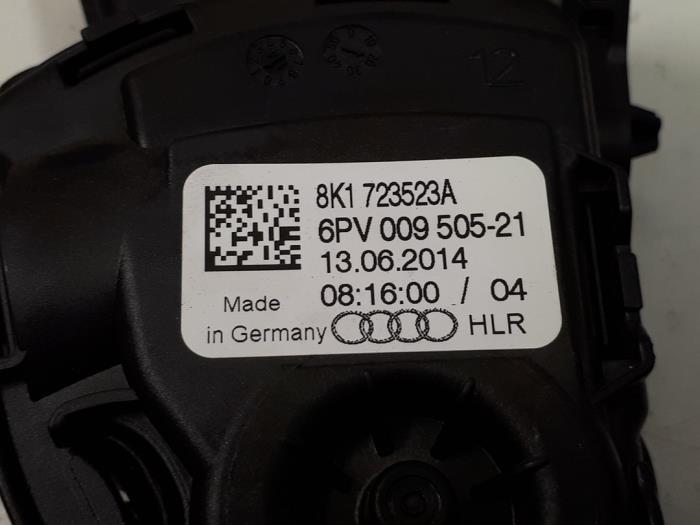 12
8K1 723523A
6PV 009 505-21
13.06.2014
08:16:00 / 04
Made
in Germany
HLR